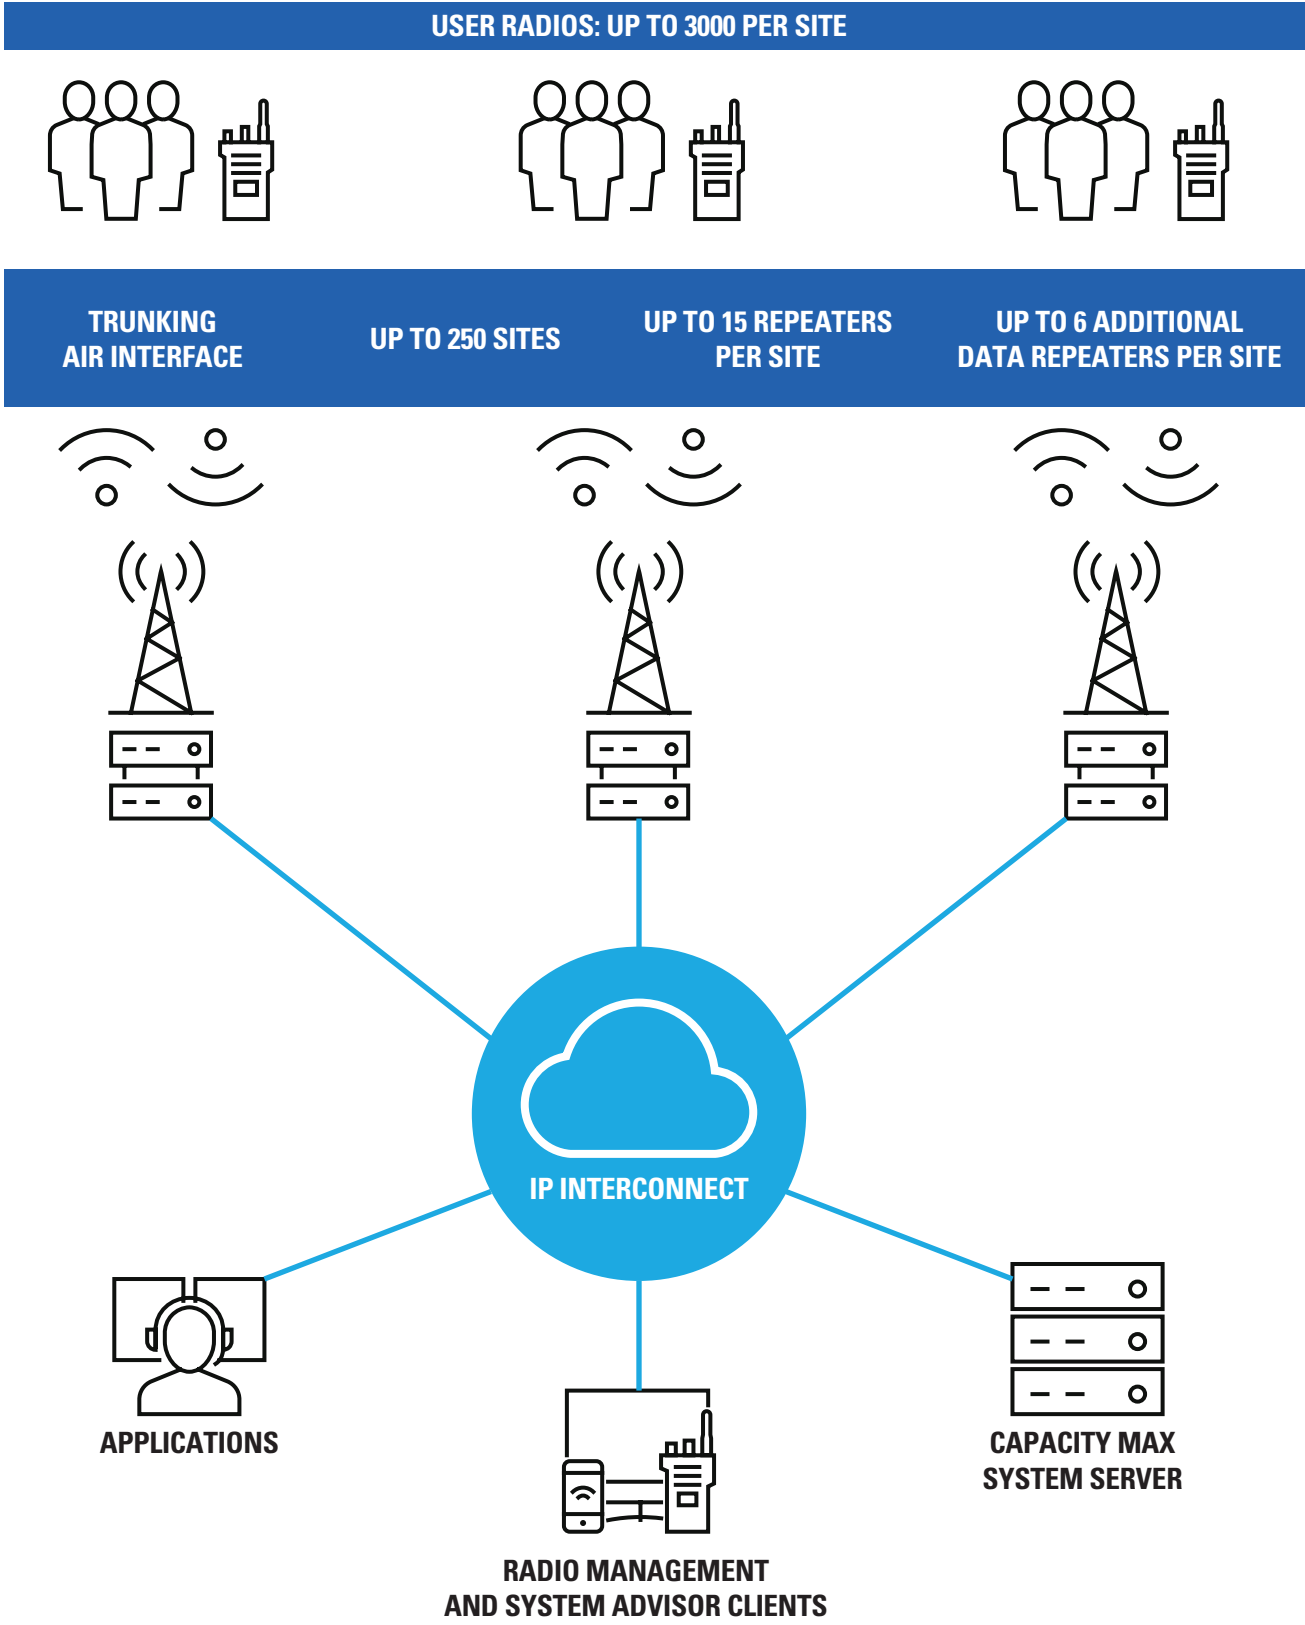 USER RADIOS: UP TO 3000 PER SITE
TRUNKING
AIR INTERFACE
UP TO 250 SITES
UP TO 15 REPEATERS
PER SITE
UP TO 6 ADDITIONAL
DATA REPEATERS PER SITE
IP INTERCONNECT
APPLICATIONS
CAPACITY MAX
SYSTEM SERVER
RADIO MANAGEMENT
AND SYSTEM ADVISOR CLIENTS